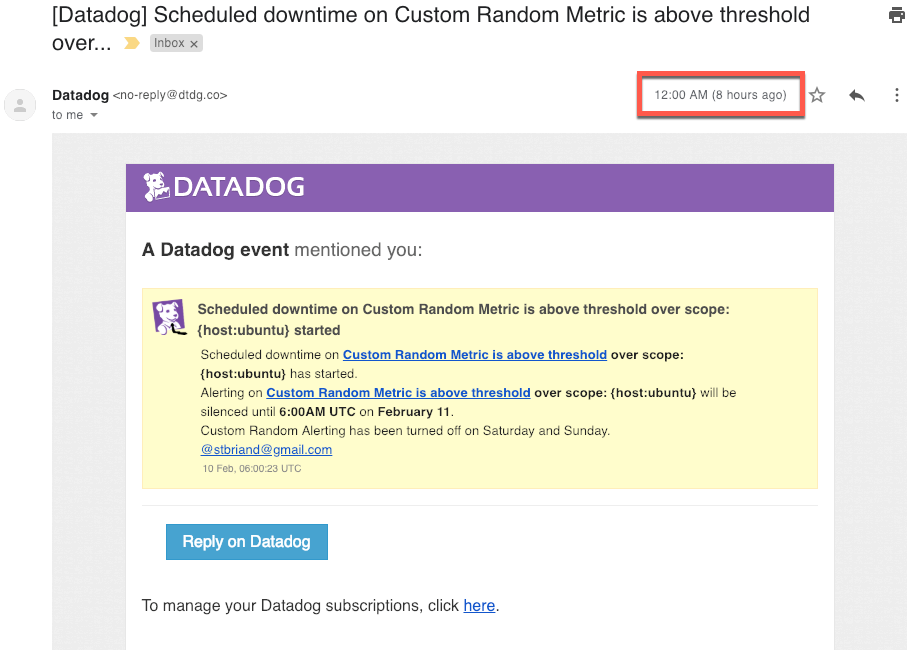 [Datadog] Scheduled downtime on Custom Random Metric is above threshold
over... Inbox x
Datadog <no-reply@dtdg.co>
12:00 AM (8 hours ago)
to me
DATADOG
A Datadog event mentioned you:
Scheduled downtime on Custom Random Metric is above threshold over scope:
{host:ubuntu} started
Scheduled downtime on Custom Random Metric is above threshold over scope:
{host:ubuntu} has started.
Alerting on Custom Random Metric is above threshold over scope: {host:ubuntu} will be
silenced until 6:00AM UTC on February 11.
Custom Random Alerting has been turned off on Saturday and Sunday.
@stbriand@gmail.com
10 Feb, 06:00:23 UTC
Reply on Datadog
To manage your Datadog subscriptions, click here.